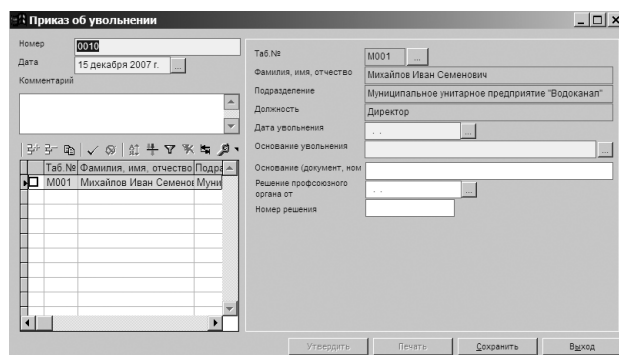 Приказ об увольнении
Номер
0010
Дата
15 декабря 2007 г.
...
Комментарий
Таб.№ Фамилия, имя, отчество Подра
М001 Михайлов Иван Семенов Муни
Таб.№
М001
...
Фамилия, имя, отчество
Михайлов Иван Семенович
Подразделение
Муниципальное унитарное предприятие "Водоканал"
Должность
Директор
Дата увольнения
. .
...
Основание увольнения
...
Основание (документ, ном
Решение профсоюзного
органа от
. .
...
Номер решения
Утвердить
Печать
Сохранить
Выход